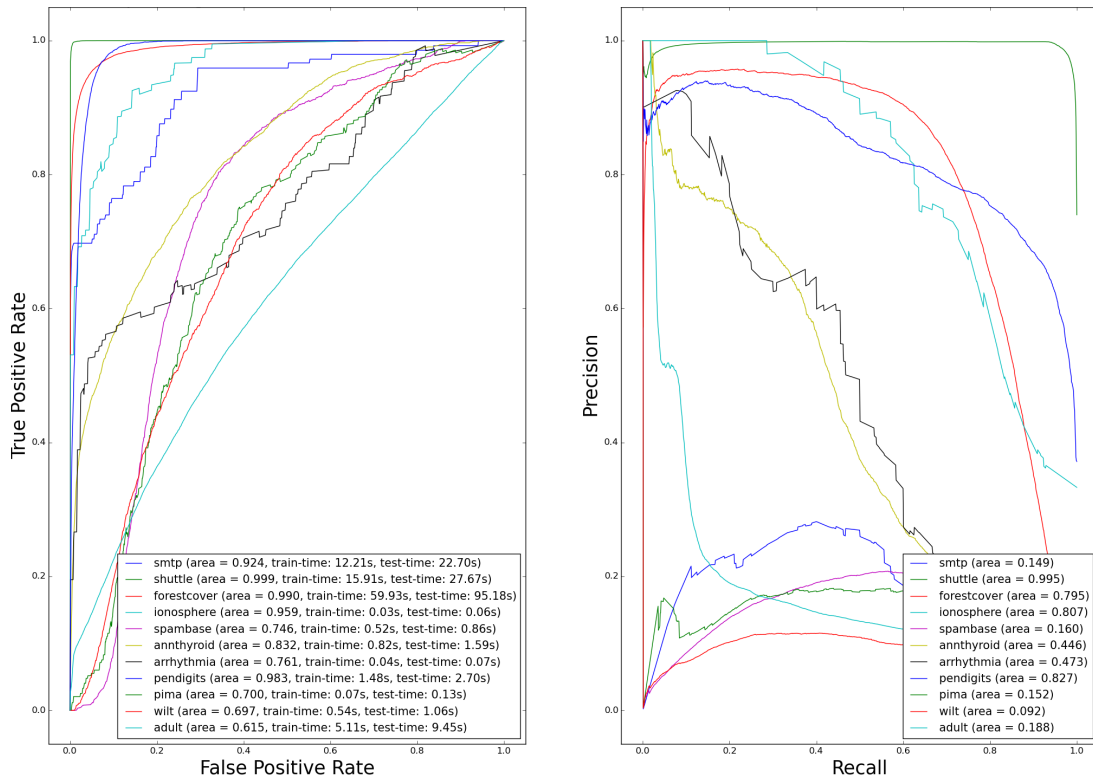 True Positive Rate
1.0
0.8
0.6
0.4
0.2
0.0
smtp (area = 0.924, train-time: 12.21s, test-time: 22.70s)
shuttle (area = 0.999, train-time: 15.91s, test-time: 27.67s)
forestcover (area = 0.990, train-time: 59.93s, test-time: 95.18s)
ionosphere (area = 0.959, train-time: 0.03s, test-time: 0.06s)
spambase (area = 0.746, train-time: 0.52s, test-time: 0.86s)
annthyroid (area = 0.832, train-time: 0.82s, test-time: 1.59s)
arrhythmia (area = 0.761, train-time: 0.04s, test-time: 0.07s)
pendigits (area = 0.983, train-time: 1.48s, test-time: 2.70s)
pima (area = 0.700, train-time: 0.07s, test-time: 0.13s)
wilt (area = 0.697, train-time: 0.54s, test-time: 1.06s)
adult (area = 0.615, train-time: 5.11s, test-time: 9.45s)
0.0 0.2 0.4 0.6 0.8 1.0
False Positive Rate
Precision
1.0
0.8
0.6
0.4
0.2
0.0
smtp (area = 0.149)
shuttle (area = 0.995)
forestcover (area = 0.795)
ionosphere (area = 0.807)
spambase (area = 0.160)
annthyroid (area = 0.446)
arrhythmia (area = 0.473)
pendigits (area = 0.827)
pima (area = 0.152)
wilt (area = 0.092)
adult (area = 0.188)
0.0 0.2 0.4 0.6 0.8 1.0
Recall